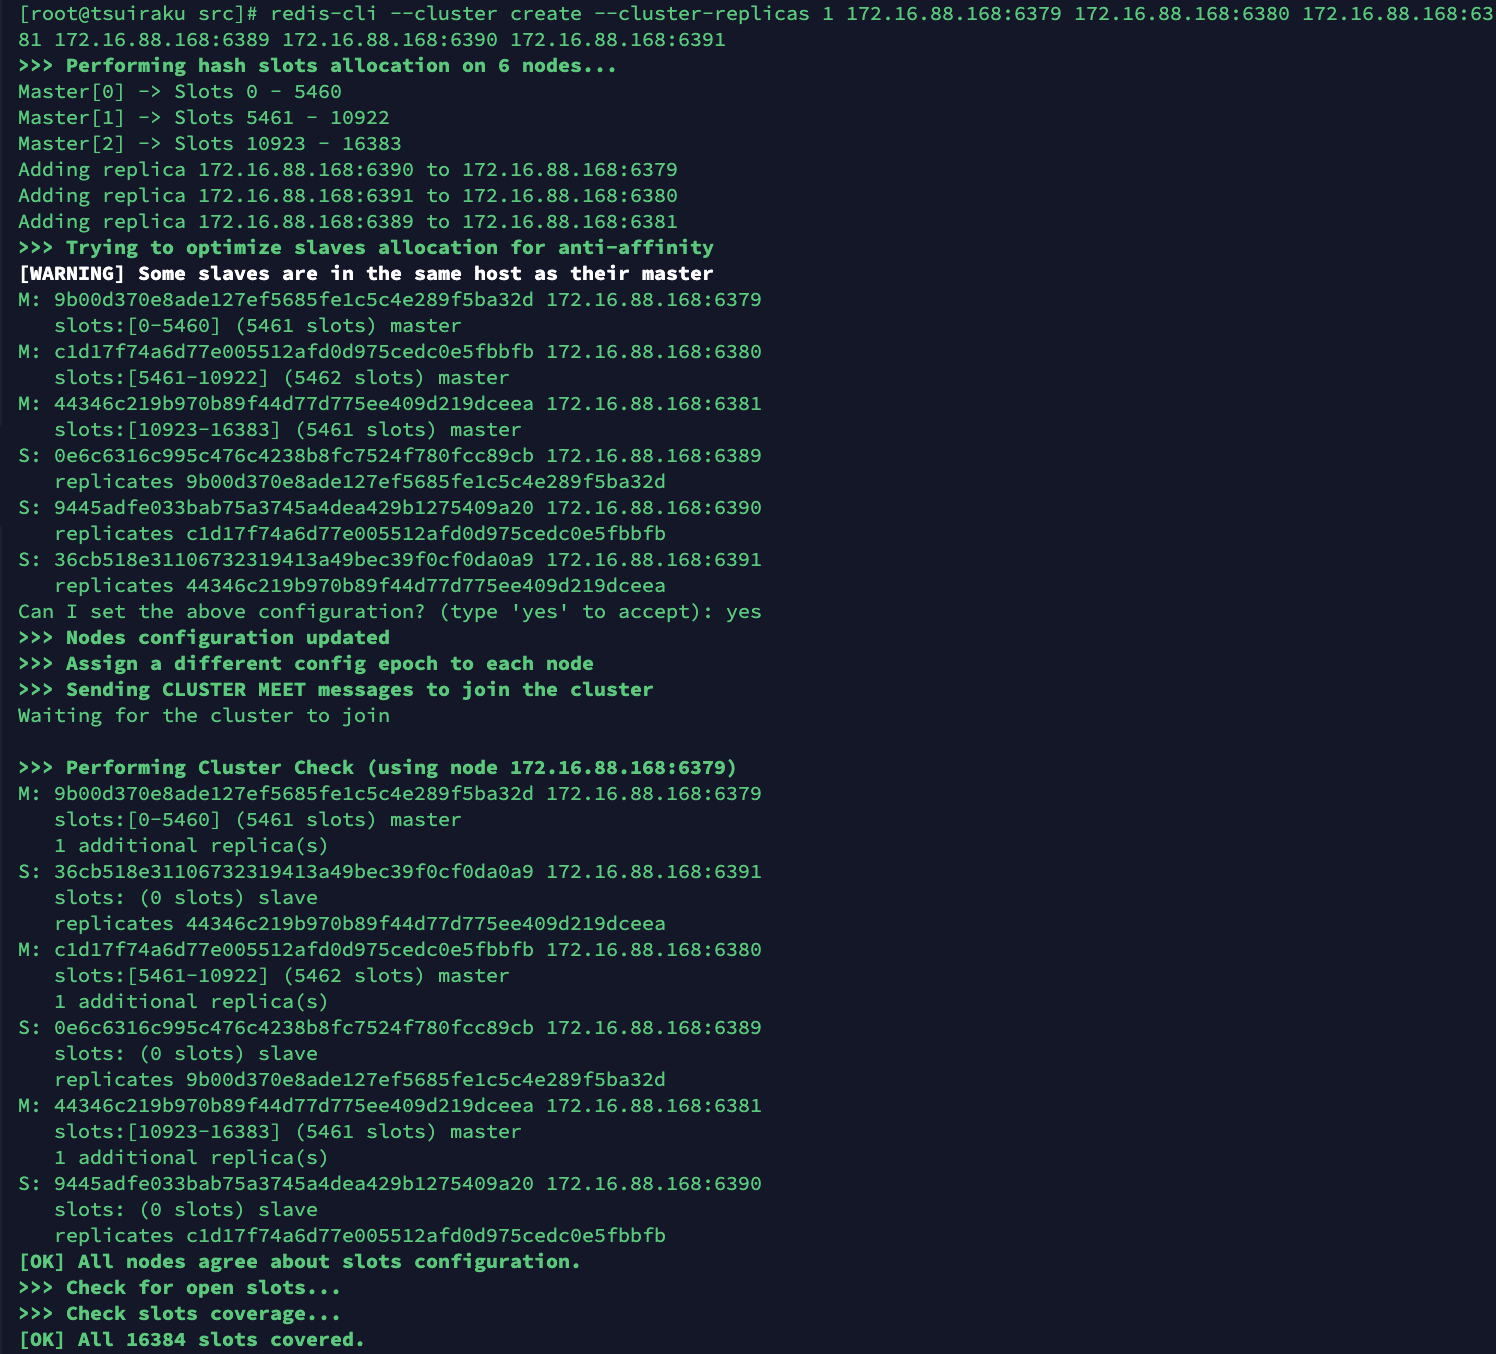 [root@tsuiraku src]# redis-cli --cluster create --cluster-replicas 1 172.16.88.168:6379 172.16.88.168:6380 172.16.88.168:63
81 172.16.88.168:6389 172.16.88.168:6390 172.16.88.168:6391
>>> Performing hash slots allocation on 6 nodes...
Master[0] -> Slots 0 - 5460
Master[1] -> Slots 5461 - 10922
Master[2] -> Slots 10923 - 16383
Adding replica 172.16.88.168:6390 to 172.16.88.168:6379
Adding replica 172.16.88.168:6391 to 172.16.88.168:6380
Adding replica 172.16.88.168:6389 to 172.16.88.168:6381
>>> Trying to optimize slaves allocation for anti-affinity
[WARNING] Some slaves are in the same host as their master
M: 9b00d370e8ade127ef5685fe1c5c4e289f5ba32d 172.16.88.168:6379
   slots:[0-5460] (5461 slots) master
M: c1d17f74a6d77e005512afd0d975cedc0e5fbbfb 172.16.88.168:6380
   slots:[5461-10922] (5462 slots) master
M: 44346c219b970b89f44d77d775ee409d219dceea 172.16.88.168:6381
   slots:[10923-16383] (5461 slots) master
S: 0e6c6316c995c476c4238b8fc7524f780fcc89cb 172.16.88.168:6389
   replicates 9b00d370e8ade127ef5685fe1c5c4e289f5ba32d
S: 9445adfe033bab75a3745a4dea429b1275409a20 172.16.88.168:6390
   replicates c1d17f74a6d77e005512afd0d975cedc0e5fbbfb
S: 36cb518e31106732319413a49bec39f0cf0da0a9 172.16.88.168:6391
   replicates 44346c219b970b89f44d77d775ee409d219dceea
Can I set the above configuration? (type 'yes' to accept): yes
>>> Nodes configuration updated
>>> Assign a different config epoch to each node
>>> Sending CLUSTER MEET messages to join the cluster
Waiting for the cluster to join
>>> Performing Cluster Check (using node 172.16.88.168:6379)
M: 9b00d370e8ade127ef5685fe1c5c4e289f5ba32d 172.16.88.168:6379
   slots:[0-5460] (5461 slots) master
   1 additional replica(s)
S: 36cb518e31106732319413a49bec39f0cf0da0a9 172.16.88.168:6391
   slots: (0 slots) slave
   replicates 44346c219b970b89f44d77d775ee409d219dceea
M: c1d17f74a6d77e005512afd0d975cedc0e5fbbfb 172.16.88.168:6380
   slots:[5461-10922] (5462 slots) master
   1 additional replica(s)
S: 0e6c6316c995c476c4238b8fc7524f780fcc89cb 172.16.88.168:6389
   slots: (0 slots) slave
   replicates 9b00d370e8ade127ef5685fe1c5c4e289f5ba32d
M: 44346c219b970b89f44d77d775ee409d219dceea 172.16.88.168:6381
   slots:[10923-16383] (5461 slots) master
   1 additional replica(s)
S: 9445adfe033bab75a3745a4dea429b1275409a20 172.16.88.168:6390
   slots: (0 slots) slave
   replicates c1d17f74a6d77e005512afd0d975cedc0e5fbbfb
[OK] All nodes agree about slots configuration.
>>> Check for open slots...
>>> Check slots coverage...
[OK] All 16384 slots covered.